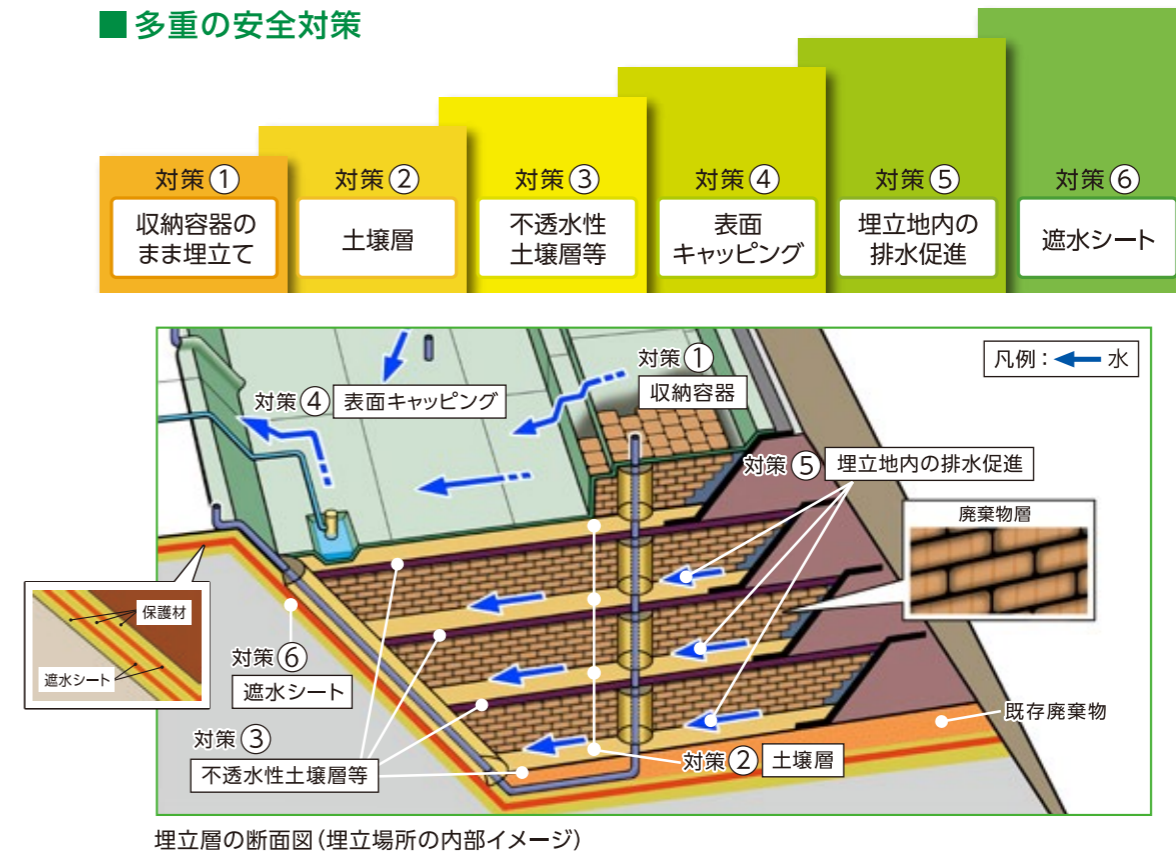 ■多重の安全対策
対策①
収納容器の
まま埋立て
対策②
土壌層
対策③
不透水性
土壌層等
対策④
表面
キャッピング
対策⑤
埋立地内の
排水促進
対策⑥
遮水シート
対策①
収納容器
凡例：←水
対策④ 表面キャッピング
対策⑤ 埋立地内の排水促進
廃棄物層
保護材
遮水シート
対策⑥
遮水シート
既存廃棄物
対策③
不透水性土壌層等
対策② 土壌層
埋立層の断面図（埋立場所の内部イメージ）